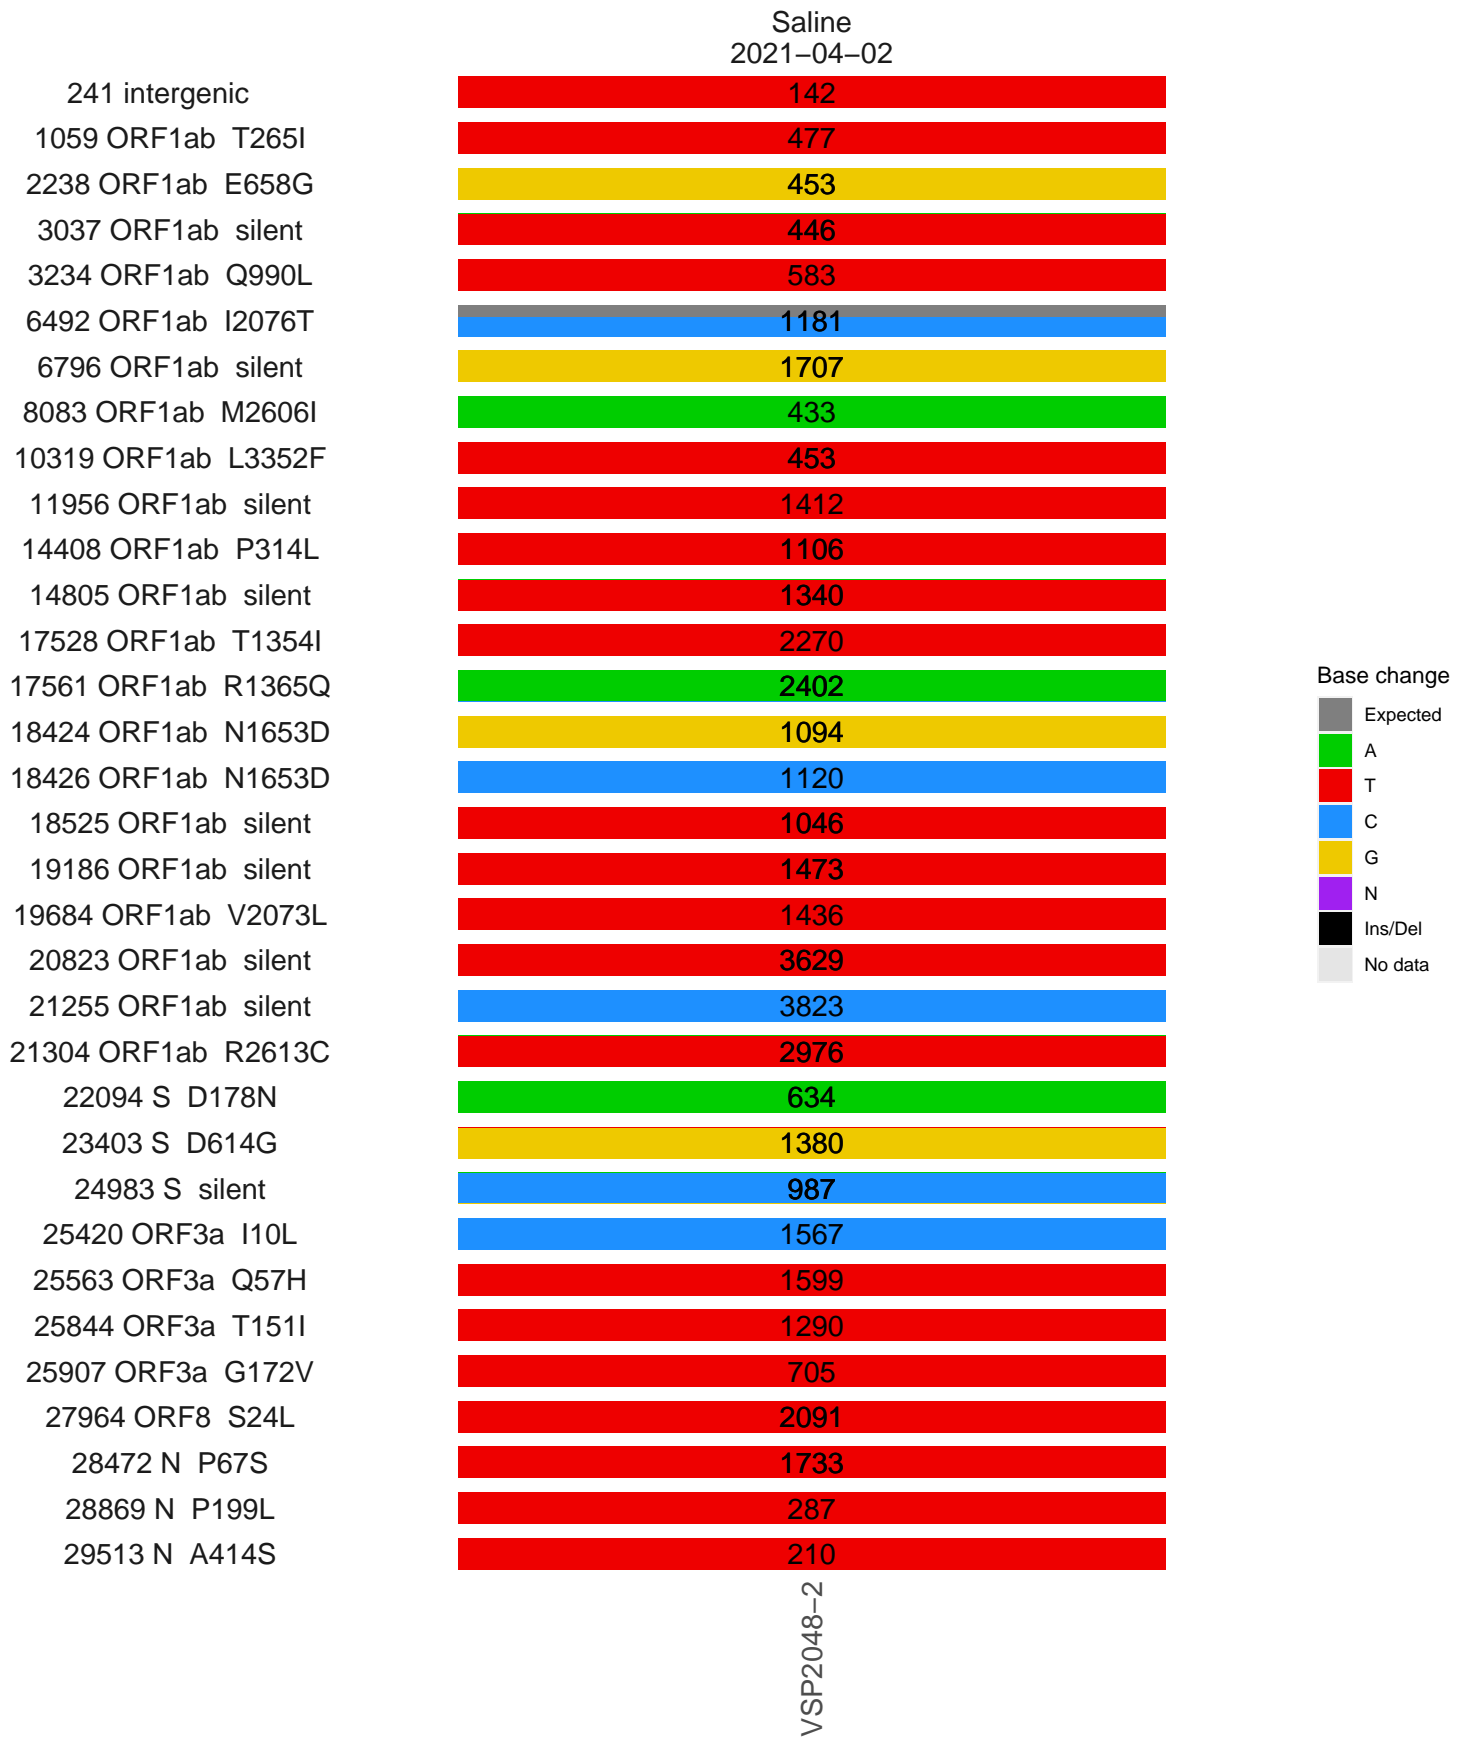 Saline
2021−04−02
241 intergenic 142
1059 ORF1ab T265I 477
2238 ORF1ab E658G 453
3037 ORF1ab silent 446
3234 ORF1ab Q990L 583
6492 ORF1ab I2076T 1181
6796 ORF1ab silent 1707
8083 ORF1ab M2606I 433
10319 ORF1ab L3352F 453
11956 ORF1ab silent 1412
14408 ORF1ab P314L 1106
14805 ORF1ab silent 1340
17528 ORF1ab T1354I 2270
17561 ORF1ab R1365Q 2402
18424 ORF1ab N1653D 1094
18426 ORF1ab N1653D 1120
18525 ORF1ab silent 1046
19186 ORF1ab silent 1473
19684 ORF1ab V2073L 1436
20823 ORF1ab silent 3629
21255 ORF1ab silent 3823
21304 ORF1ab R2613C 2976
22094 S D178N 634
23403 S D614G 1380
24983 S silent 987
25420 ORF3a I10L 1567
25563 ORF3a Q57H 1599
25844 ORF3a T151I 1290
25907 ORF3a G172V 705
27964 ORF8 S24L 2091
28472 N P67S 1733
28869 N P199L 287
29513 N A414S 210
VSP2048−2
Base change
Expected
A
T
C
G
N
Ins/Del
No data